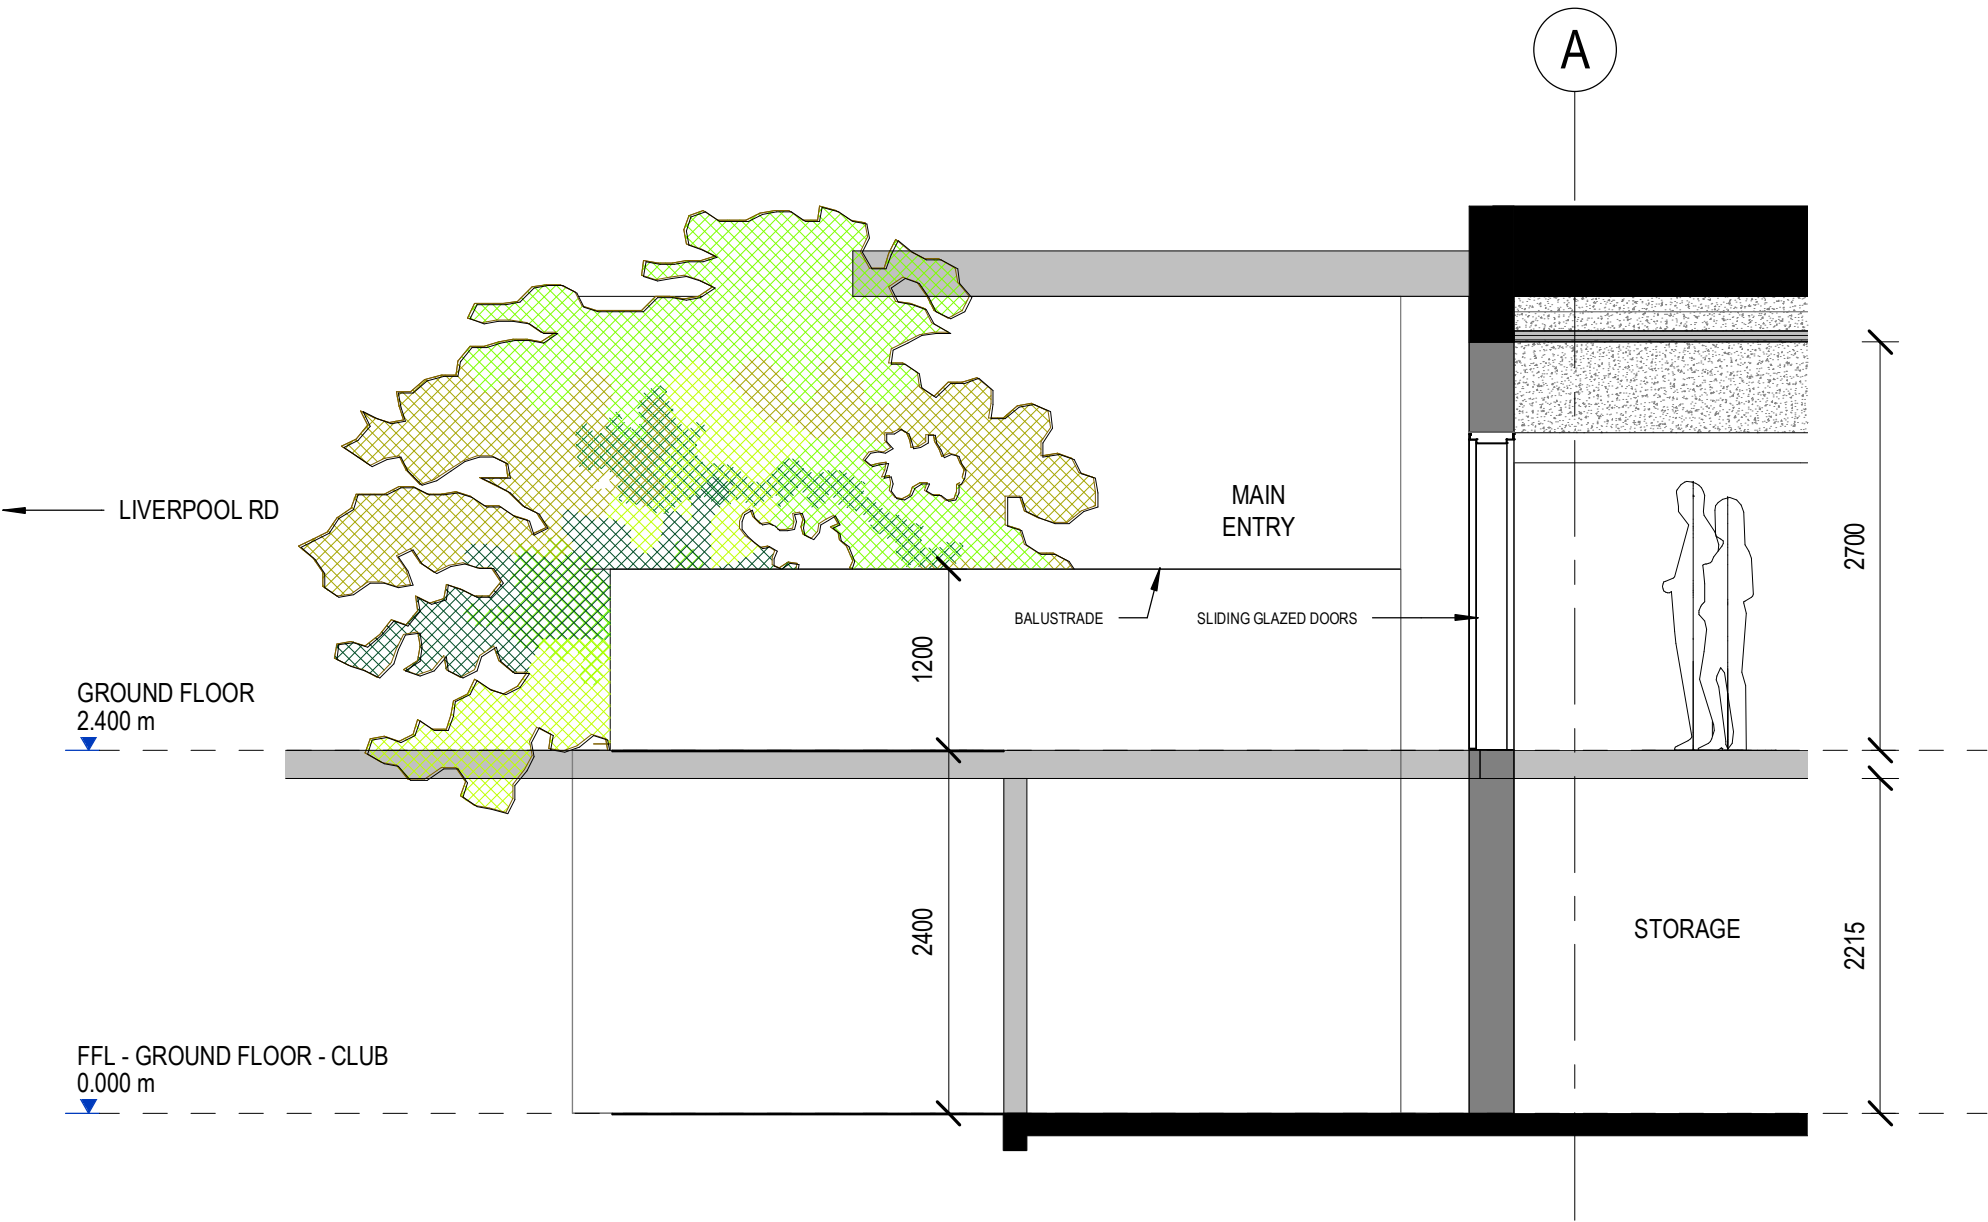 A
MAIN
ENTRY
LIVERPOOL RD
2700
BALUSTRADE
SLIDING GLAZED DOORS
1200
GROUND FLOOR
2.400 m
2400
STORAGE
2215
FFL - GROUND FLOOR - CLUB
0.000 m